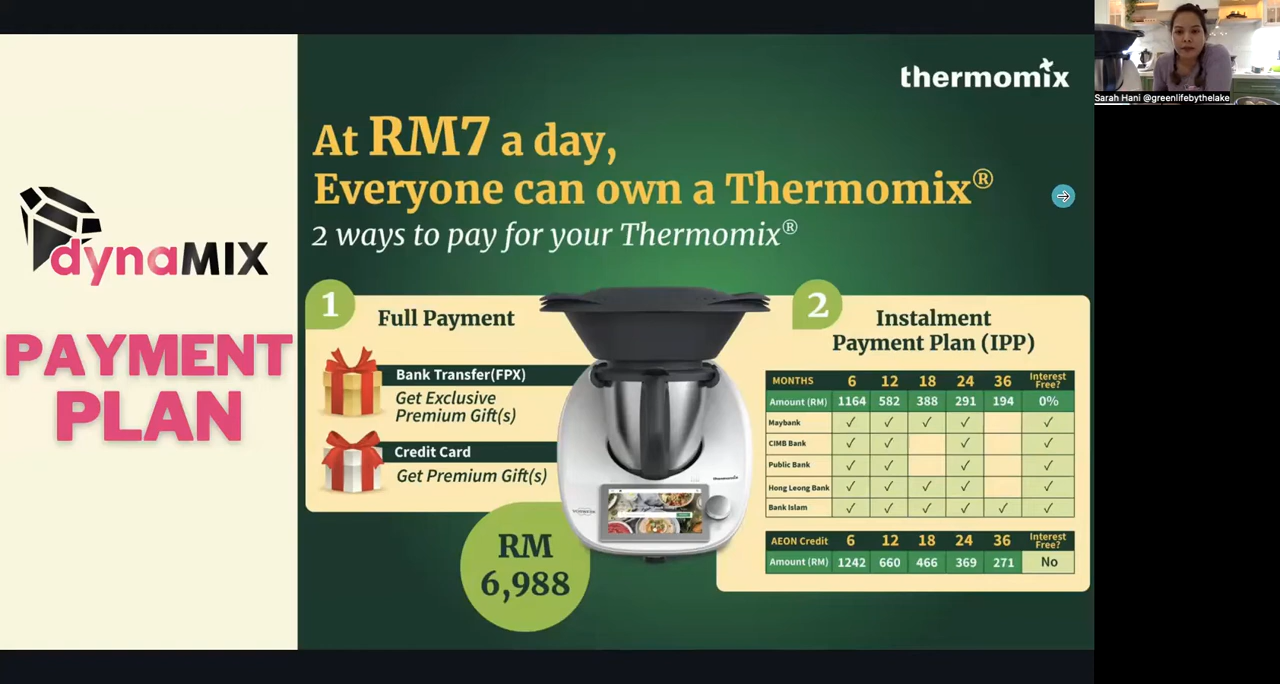 dynaMIX
PAYMENT
PLAN
thermomix
At RM7 a day,
Everyone can own a Thermomix®
2 ways to pay for your Thermomix®
1
Full Payment
Bank Transfer(FPX)
Get Exclusive
Premium Gift(s)
Credit Card
Get Premium Gift(s)
RM
6,988
thermomix
2
Instalment
Payment Plan (IPP)
MONTHS 6 12 18 24 36 Interest Free?
Amount (RM) 1164 582 388 291 194 0%
Maybank ✓ ✓ ✓ ✓ ✓
CIMB Bank ✓ ✓ ✓ ✓
Public Bank ✓ ✓ ✓ ✓
Hong Leong Bank ✓ ✓ ✓ ✓ ✓
Bank Islam ✓ ✓ ✓ ✓ ✓ ✓
AEON Credit 6 12 18 24 36 Interest Free?
Amount (RM) 1242 660 466 369 271 No
Sarah Hani @greenlifebythelake